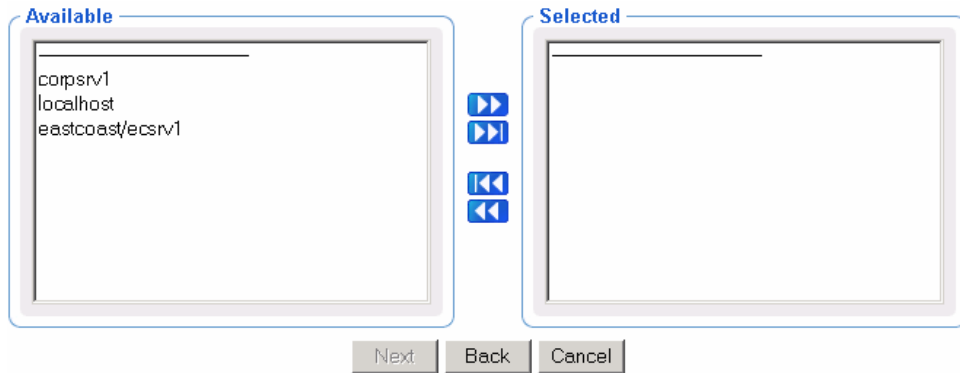 Available
Selected
corpsrv1
localhost
eastcoast/ecsrv1
Next
Back
Cancel